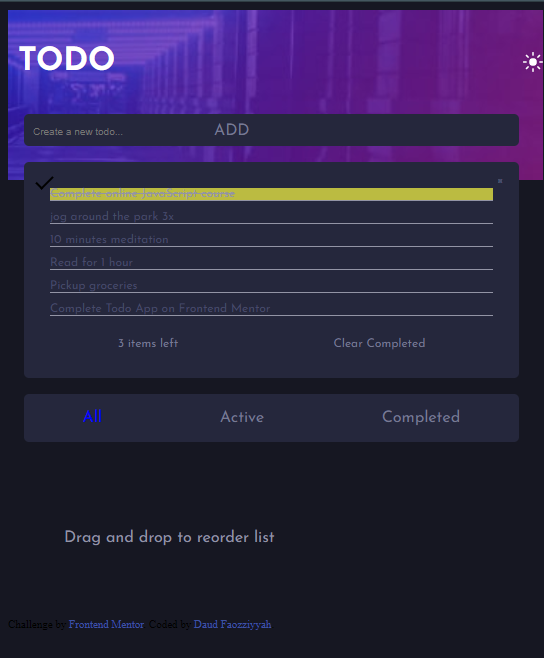 TODO
Create a new todo... ADD
Complete online JavaScript course
jog around the park 3x
10 minutes meditation
Read for 1 hour
Pickup groceries
Complete Todo App on Frontend Mentor
3 items left Clear Completed
All Active Completed
Drag and drop to reorder list
Challenge by Frontend Mentor. Coded by Daud Faozziyyah.